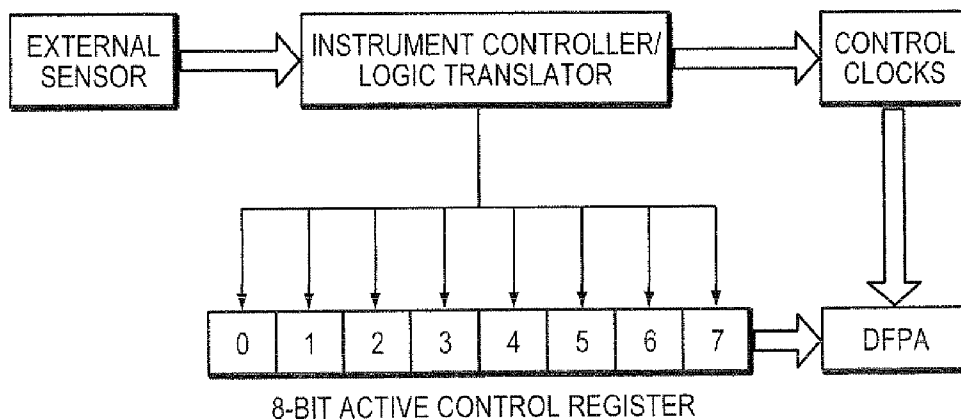 EXTERNAL
SENSOR
INSTRUMENT CONTROLLER/
LOGIC TRANSLATOR
CONTROL
CLOCKS
0 1 2 3 4 5 6 7
DFPA
8-BIT ACTIVE CONTROL REGISTER